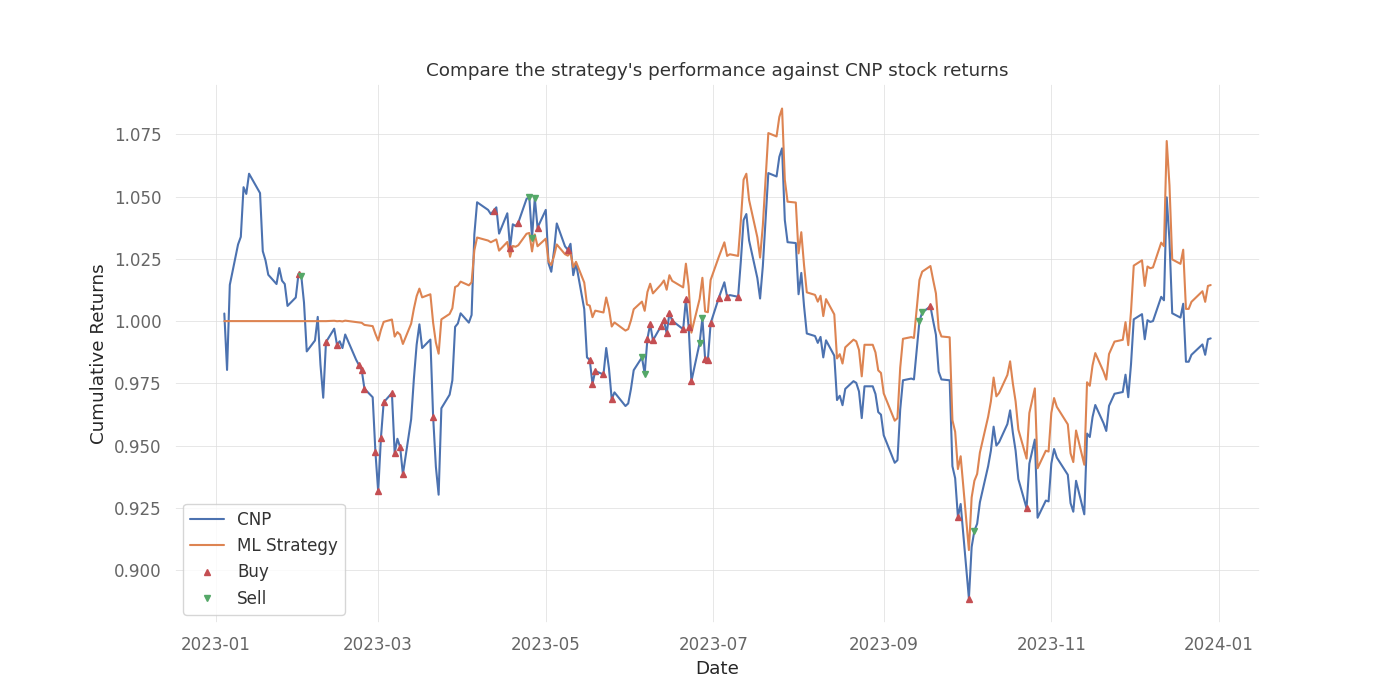 Compare the strategy's performance against CNP stock returns
Cumulative Returns
1.075
1.050
1.025
1.000
0.975
0.950
0.925
0.900
CNP
ML Strategy
Buy
Sell
2023-01
2023-03
2023-05
2023-07
2023-09
2023-11
2024-01
Date